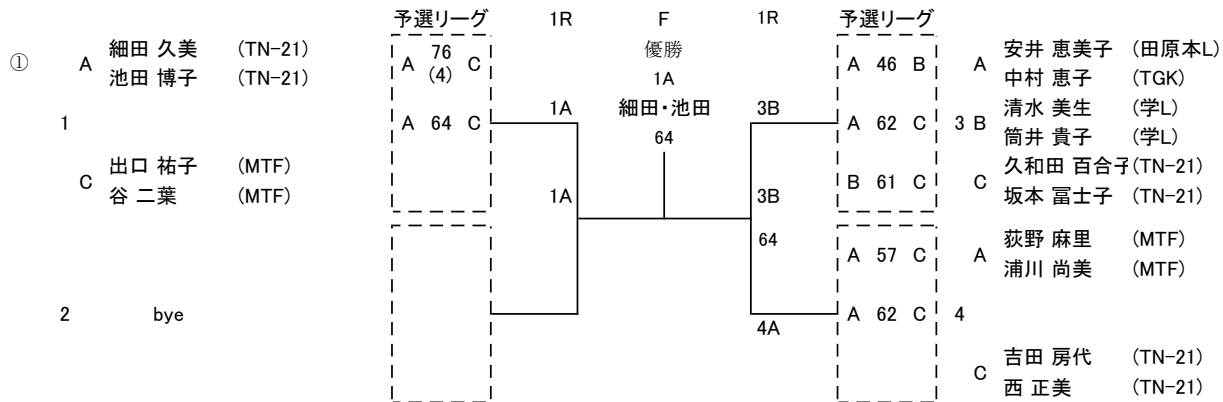 予選リーグ 1R F 1R 予選リーグ
① A 細田 久美 (TN-21) A 76 (4) C 優勝 A 46 B A 安井 恵美子 (田原本L)
池田 博子 (TN-21) 1A 中村 恵子 (TGK)
1 A 64 C 1A 細田・池田 3B A 62 C 3 B 清水 美生 (学L)
64 筒井 貴子 (学L)
C 出口 祐子 (MTF) 1A 3B B 61 C C 久和田 百合子 (TN-21)
谷 二葉 (MTF) 坂本 冨士子 (TN-21)
64 A 57 C A 荻野 麻里 (MTF)
浦川 尚美 (MTF)
2 bye 4A A 62 C 4
C 吉田 房代 (TN-21)
西 正美 (TN-21)